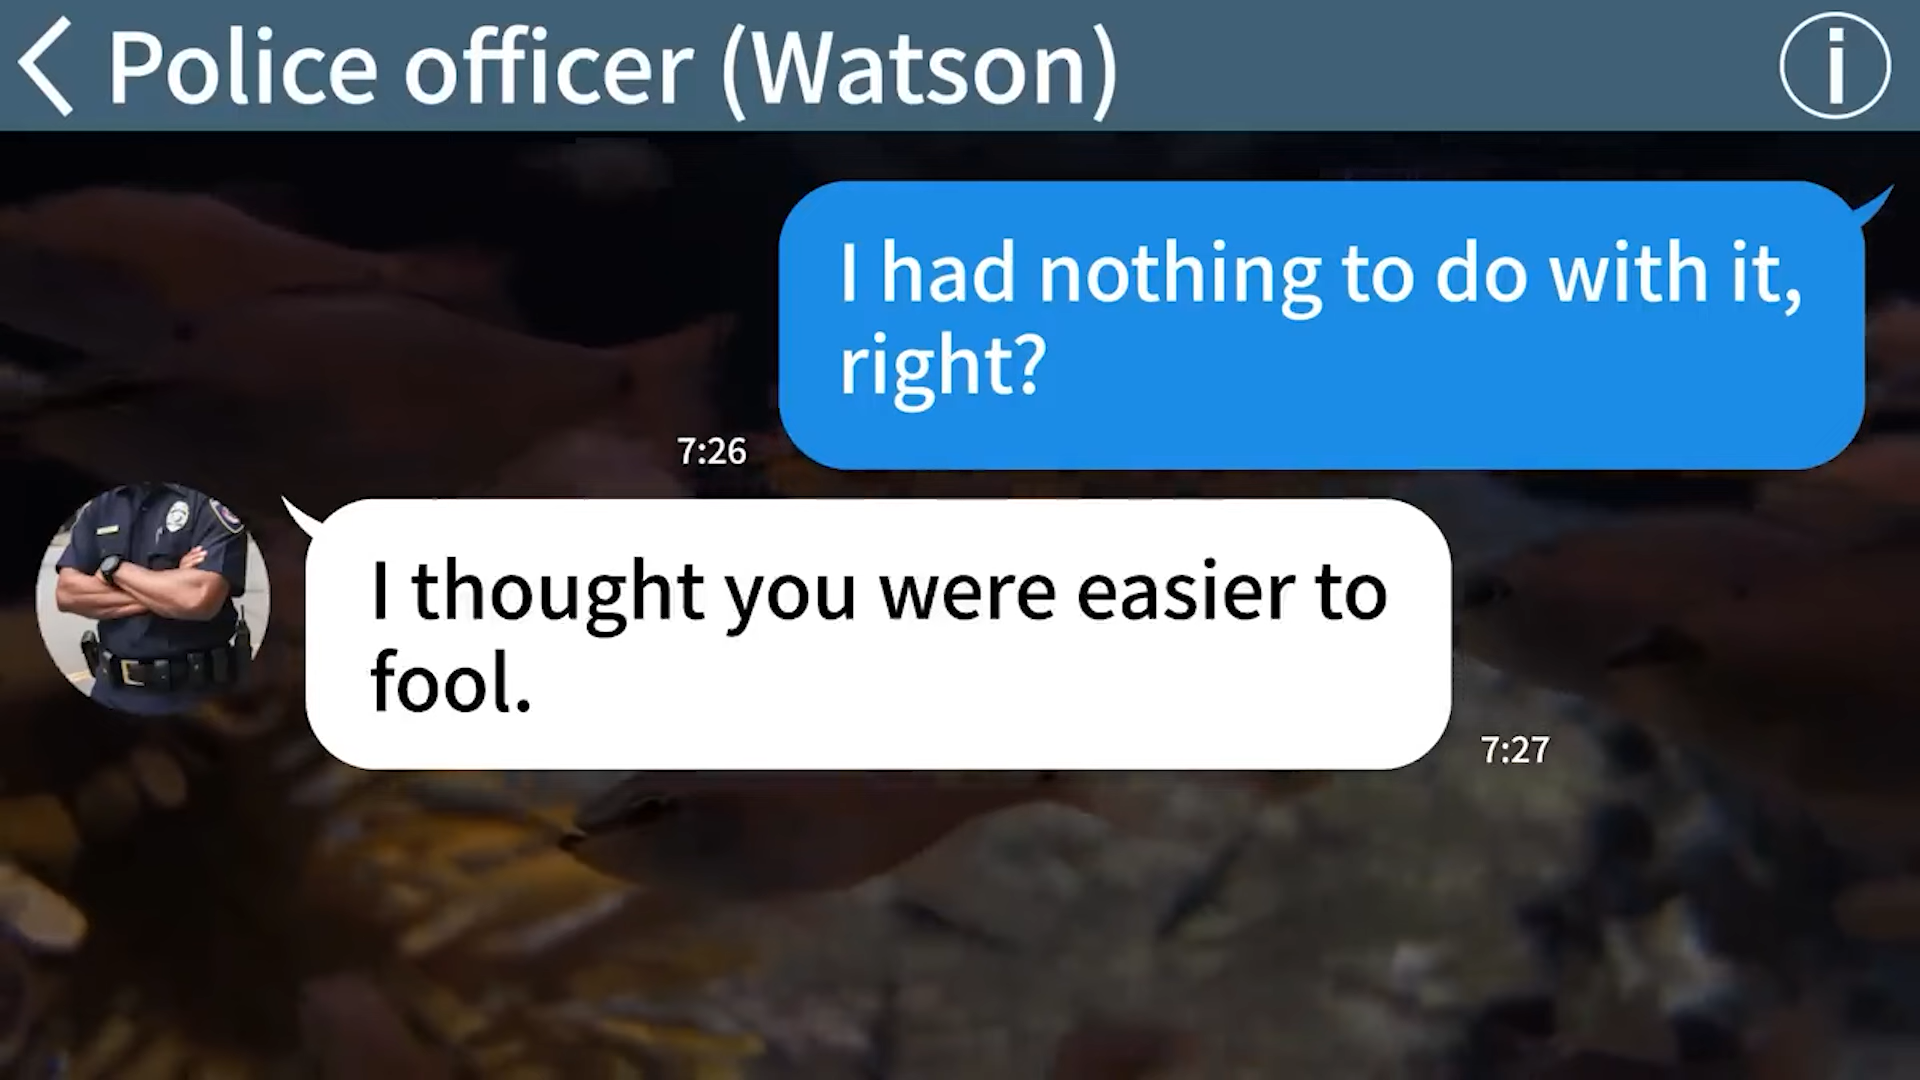 Police officer (Watson)
I had nothing to do with it,
right?
7:26
I thought you were easier to
fool.
7:27